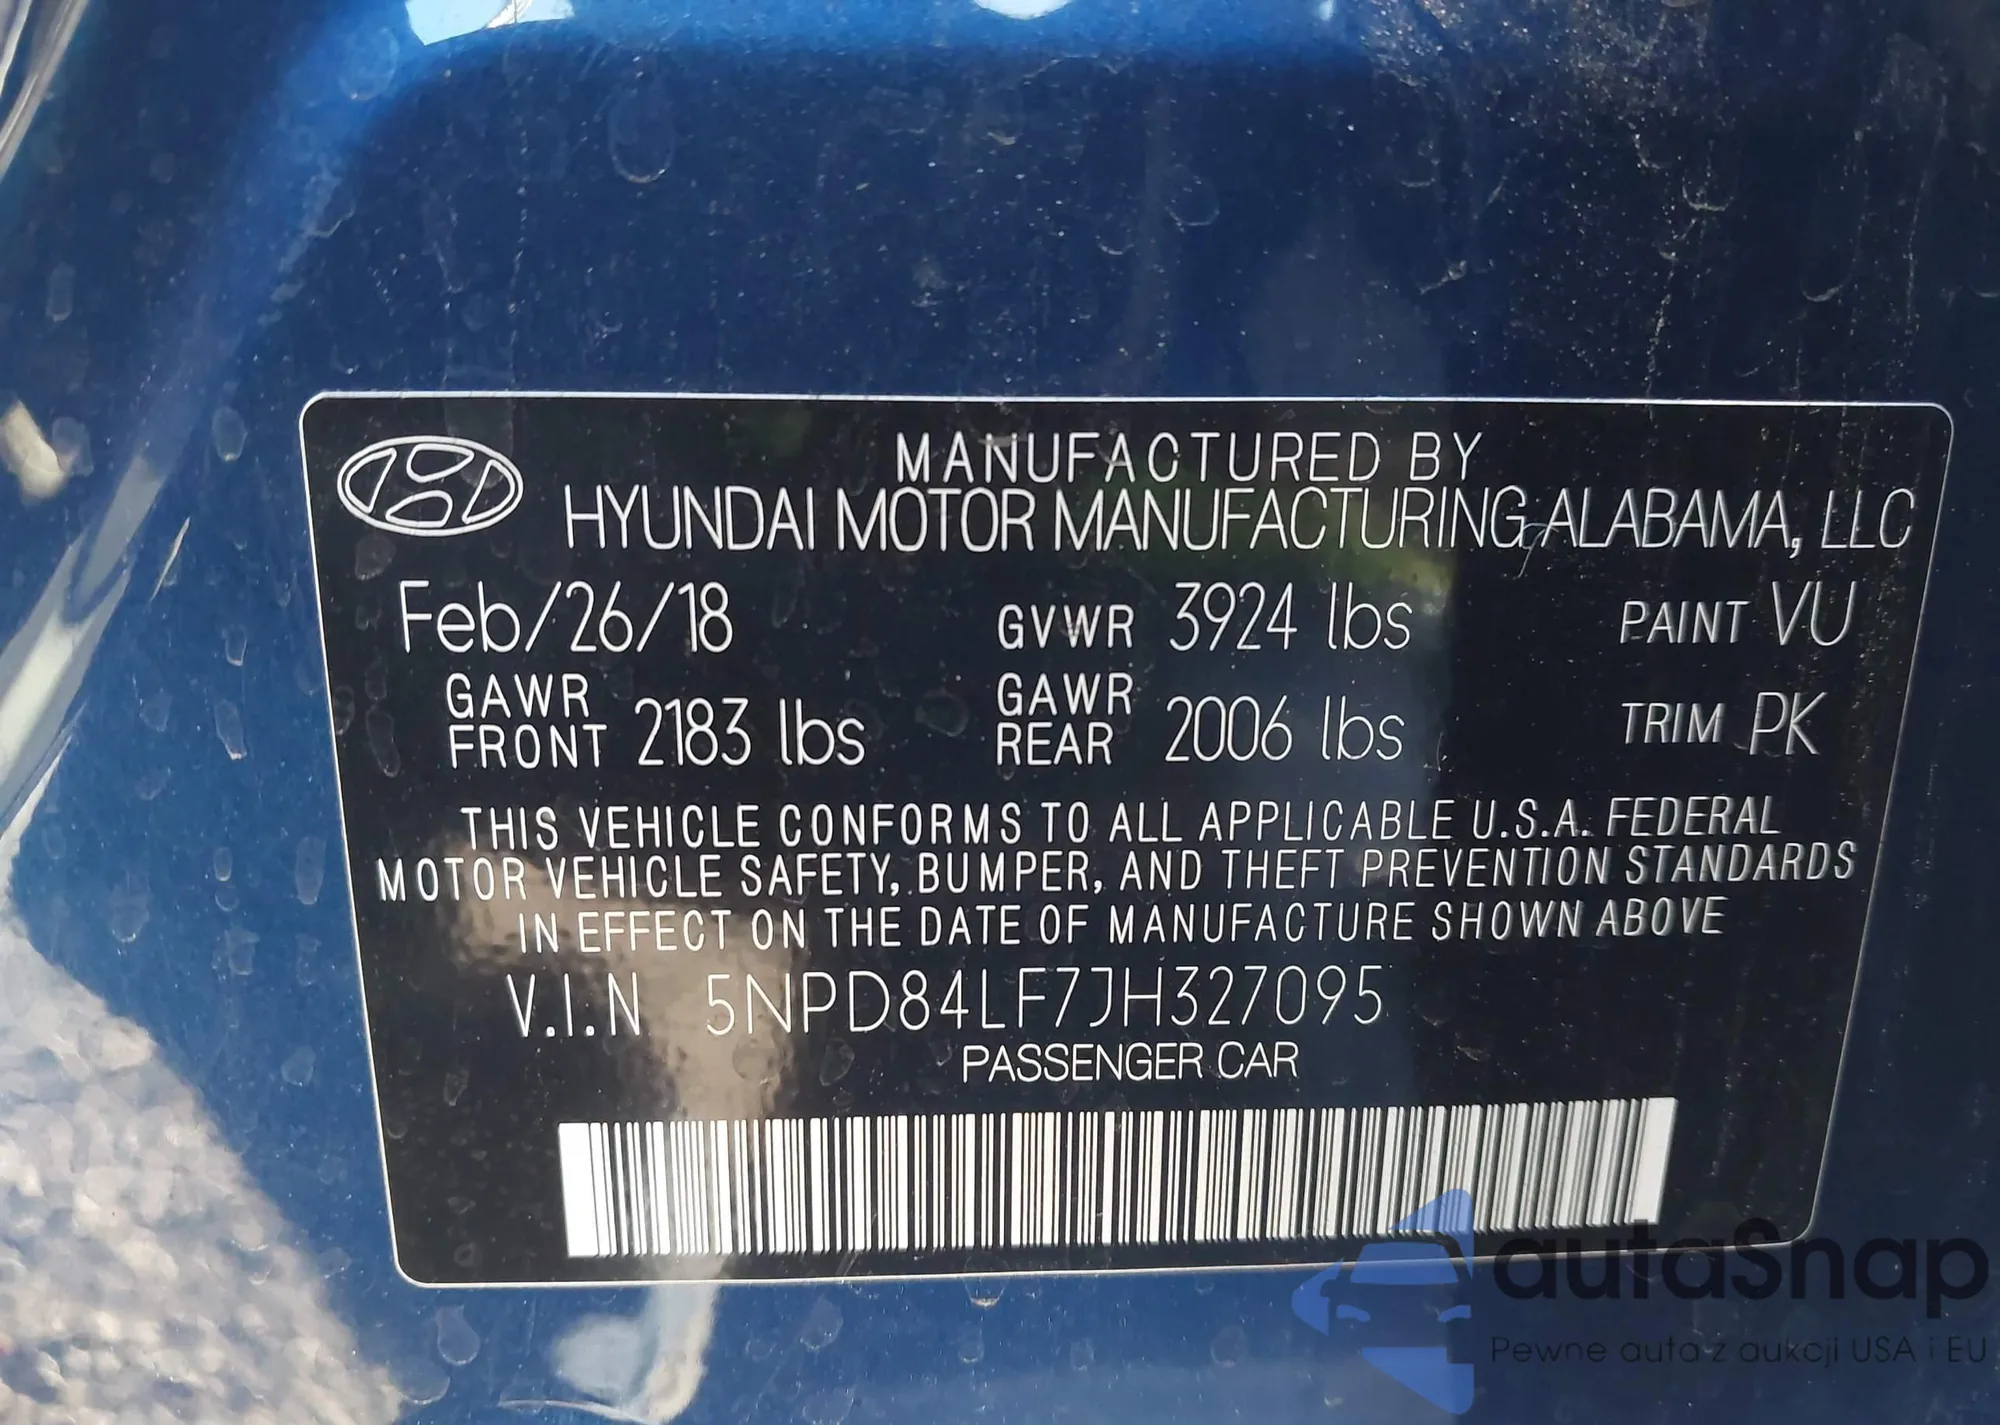 MANUFACTURED BY
HYUNDAI MOTOR MANUFACTURING ALABAMA, LLC
Feb/26/18 GVWR 3924 lbs PAINT VU
GAWR FRONT 2183 lbs GAWR REAR 2006 lbs TRIM PK
THIS VEHICLE CONFORMS TO ALL APPLICABLE U.S.A. FEDERAL
MOTOR VEHICLE SAFETY, BUMPER, AND THEFT PREVENTION STANDARDS
IN EFFECT ON THE DATE OF MANUFACTURE SHOWN ABOVE
V.I.N 5NPD84LF7JH327095
PASSENGER CAR
autaSnap
Pewne auta z aukcji USA i EU